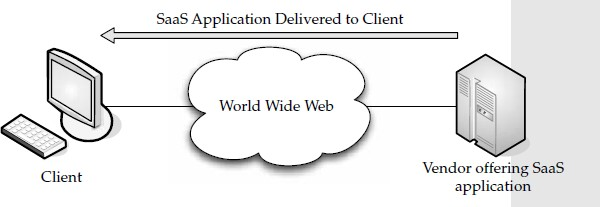 SaaS Application Delivered to Client
World Wide Web
Client
Vendor offering SaaS
application